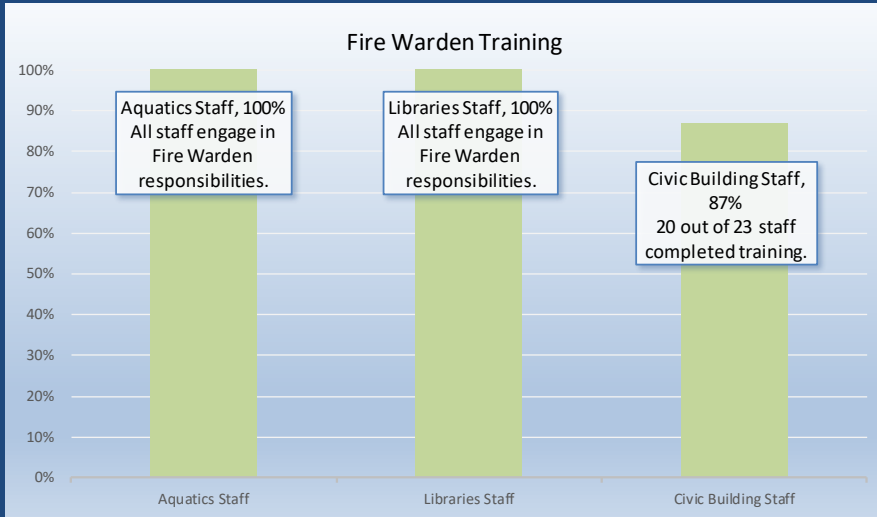 Fire Warden Training
100%
90%
80%
70%
60%
50%
40%
30%
20%
10%
0%
Aquatics Staff, 100%
All staff engage in
Fire Warden
responsibilities.
Libraries Staff, 100%
All staff engage in
Fire Warden
responsibilities.
Civic Building Staff,
87%
20 out of 23 staff
completed training.
Aquatics Staff
Libraries Staff
Civic Building Staff